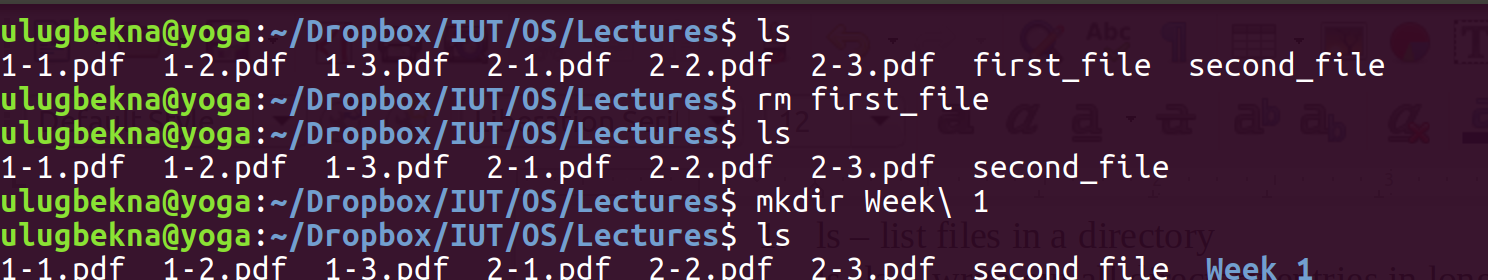 ulugbekna@yoga:~/Dropbox/IUT/OS/Lectures$ ls
1-1.pdf  1-2.pdf  1-3.pdf  2-1.pdf  2-2.pdf  2-3.pdf  first_file  second_file
ulugbekna@yoga:~/Dropbox/IUT/OS/Lectures$ rm first_file
ulugbekna@yoga:~/Dropbox/IUT/OS/Lectures$ ls
1-1.pdf  1-2.pdf  1-3.pdf  2-1.pdf  2-2.pdf  2-3.pdf  second_file
ulugbekna@yoga:~/Dropbox/IUT/OS/Lectures$ mkdir Week\ 1
ulugbekna@yoga:~/Dropbox/IUT/OS/Lectures$ ls
ls – list files in a directory
1-1.pdf  1-2.pdf  1-3.pdf  2-1.pdf  2-2.pdf  2-3.pdf  second_file  Week 1